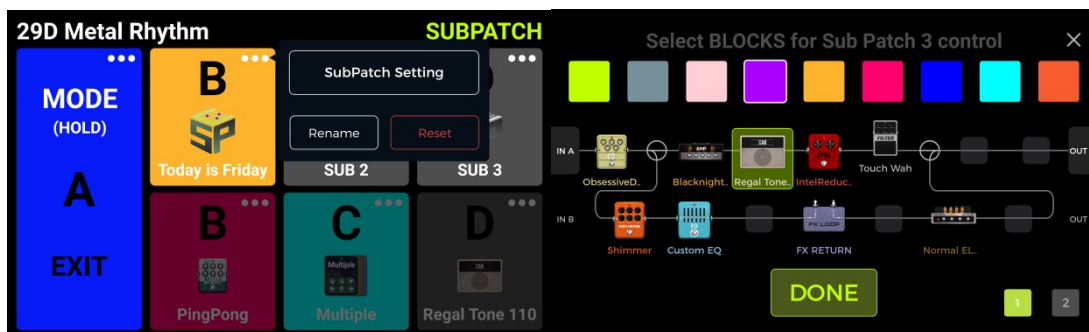 29D Metal Rhythm
SUBPATCH
MODE
(HOLD)
A
EXIT
B
SP
Today is Friday
SubPatch Setting
Rename
Reset
SUB 2
SUB 3
B
PingPong
C
Multiple
Multiple
D
CAB
Regal Tone 110
Select BLOCKS for Sub Patch 3 control
IN A
ObsessiveD..
AMP
Blacknight..
CAB
Regal Tone..
IntelReduc..
FILTER
Touch Wah
OUT
IN B
REVERB
Shimmer
EQ
Custom EQ
FX LOOP
FX RETURN
Normal EL..
OUT
DONE
1
2